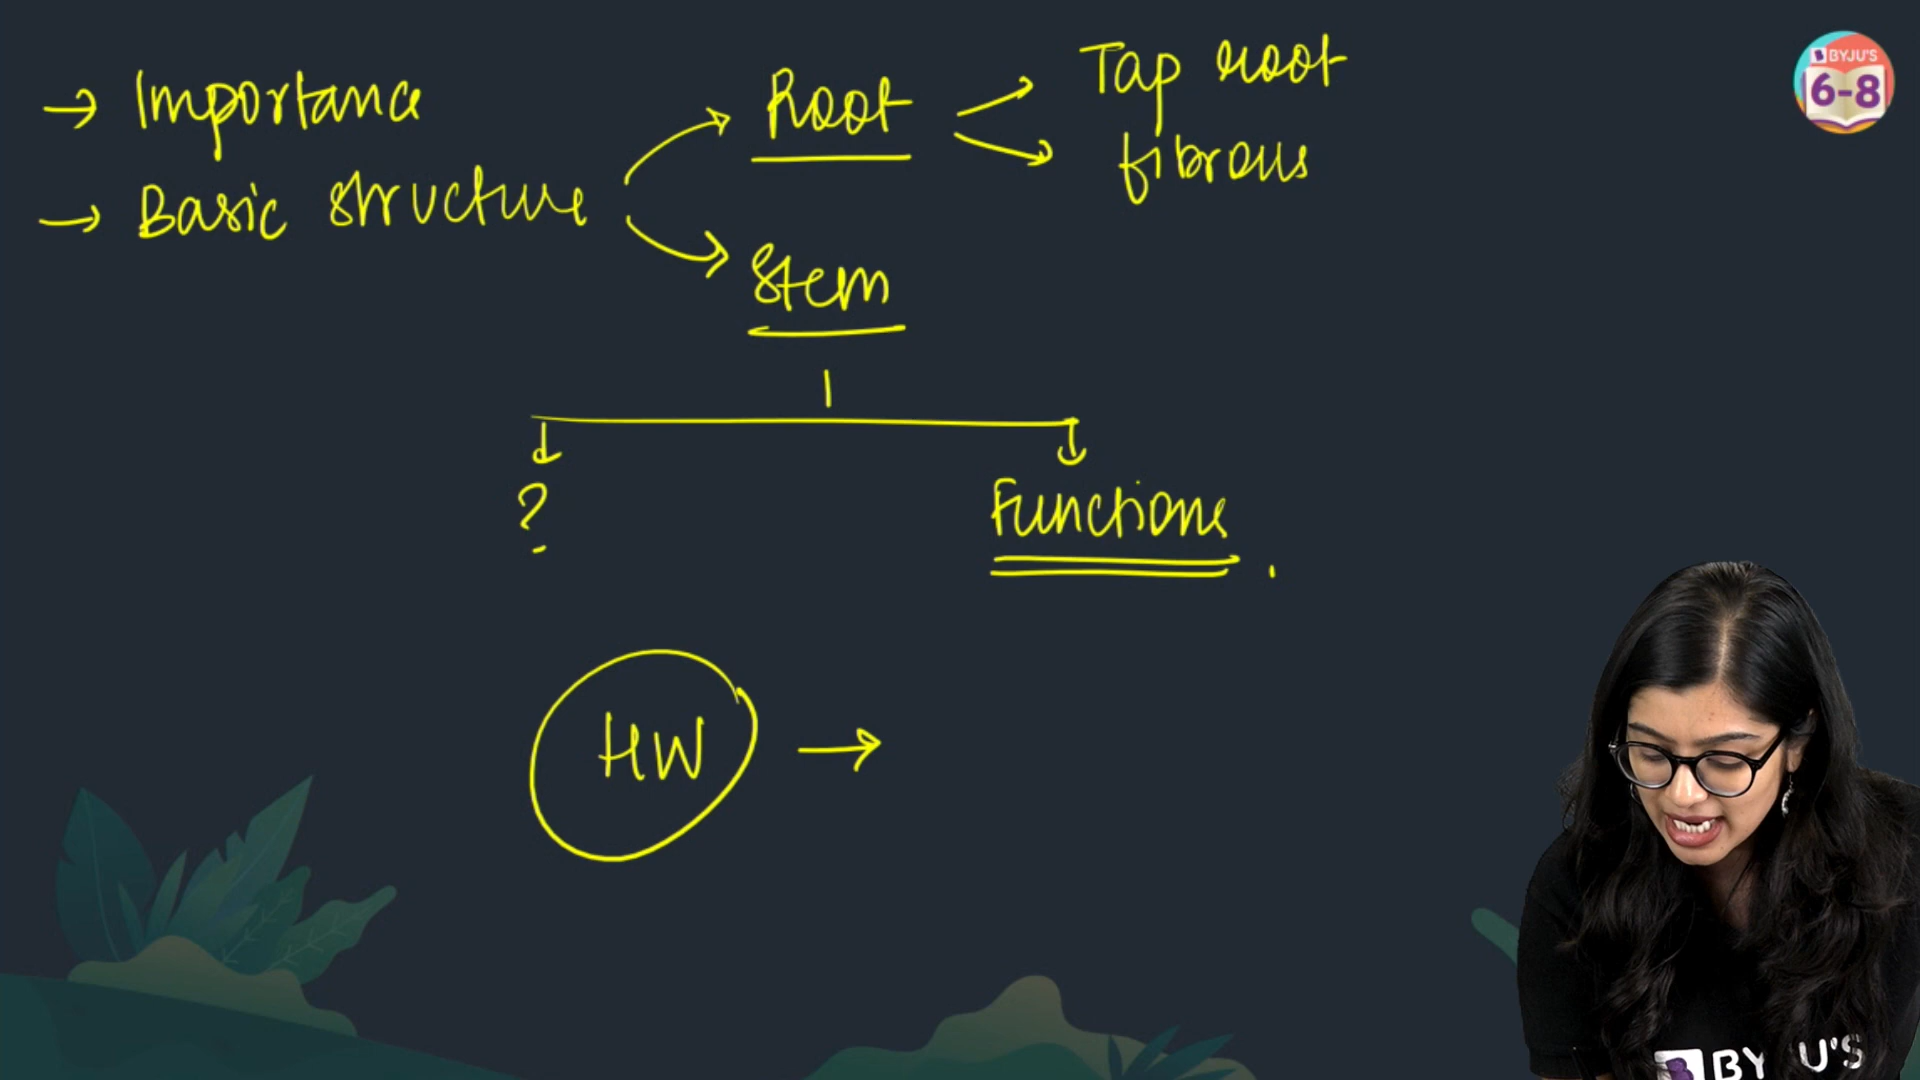 → Importance
→ Basic structure
Root
Tap root
fibrous
Stem
?
Functions
HW →
BYJU'S
6-8
BYJU'S